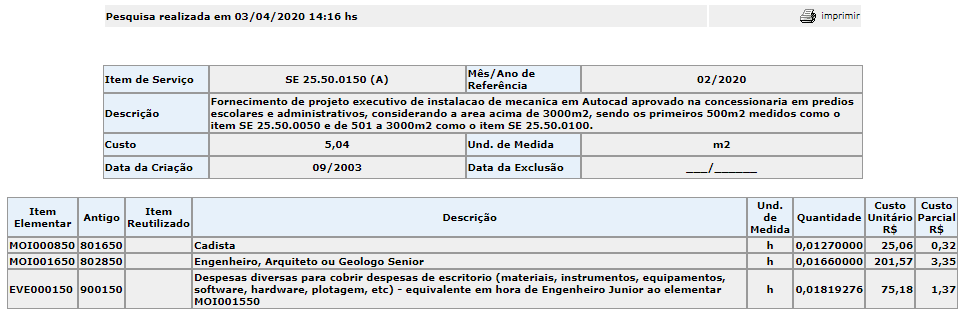 Pesquisa realizada em 03/04/2020 14:16 hs
imprimir
Item de Serviço
SE 25.50.0150 (A)
Mês/Ano de
Referência
02/2020
Descrição
Fornecimento de projeto executivo de instalacao de mecanica em Autocad aprovado na concessionaria em predios
escolares e administrativos, considerando a area acima de 3000m2, sendo os primeiros 500m2 medidos como o
item SE 25.50.0050 e de 501 a 3000m2 como o item SE 25.50.0100.
Custo
5,04
Und. de Medida
m2
Data da Criação
09/2003
Data da Exclusão
___/______
Item
Elementar
Antigo
Item
Reutilizado
Descrição
Und.
de
Medida
Quantidade
Custo
Unitário
R$
Custo
Parcial
R$
MOI000850 801650 Cadista h 0,01270000 25,06 0,32
MOI001650 802850 Engenheiro, Arquiteto ou Geologo Senior h 0,01660000 201,57 3,35
EVE000150 900150
Despesas diversas para cobrir despesas de escritorio (materiais, instrumentos, equipamentos,
software, hardware, plotagem, etc) - equivalente em hora de Engenheiro Junior ao elementar
MOI001550
h 0,01819276 75,18 1,37